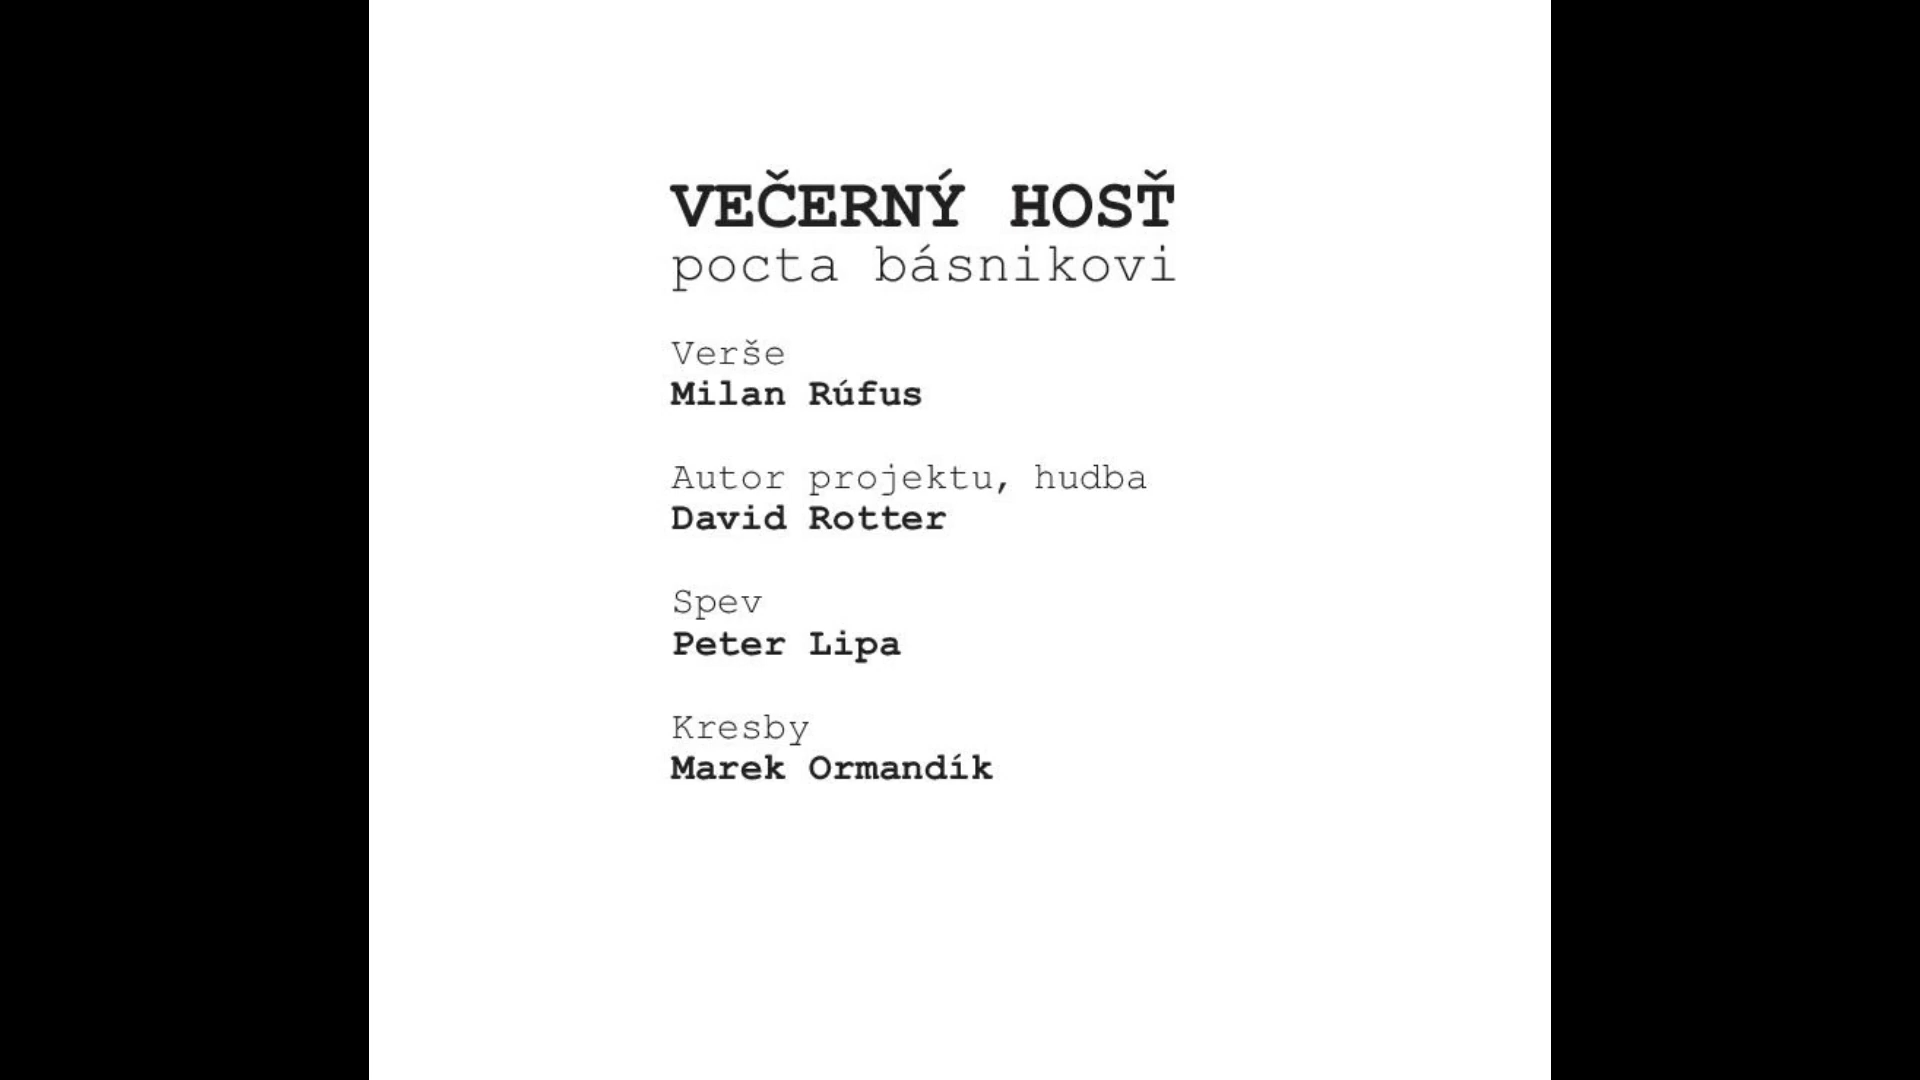 VEČERNÝ HOSŤ
pocta básnikovi
Verše
Milan Rúfus
Autor projektu, hudba
David Rotter
Spev
Peter Lipa
Kresby
Marek Ormandík